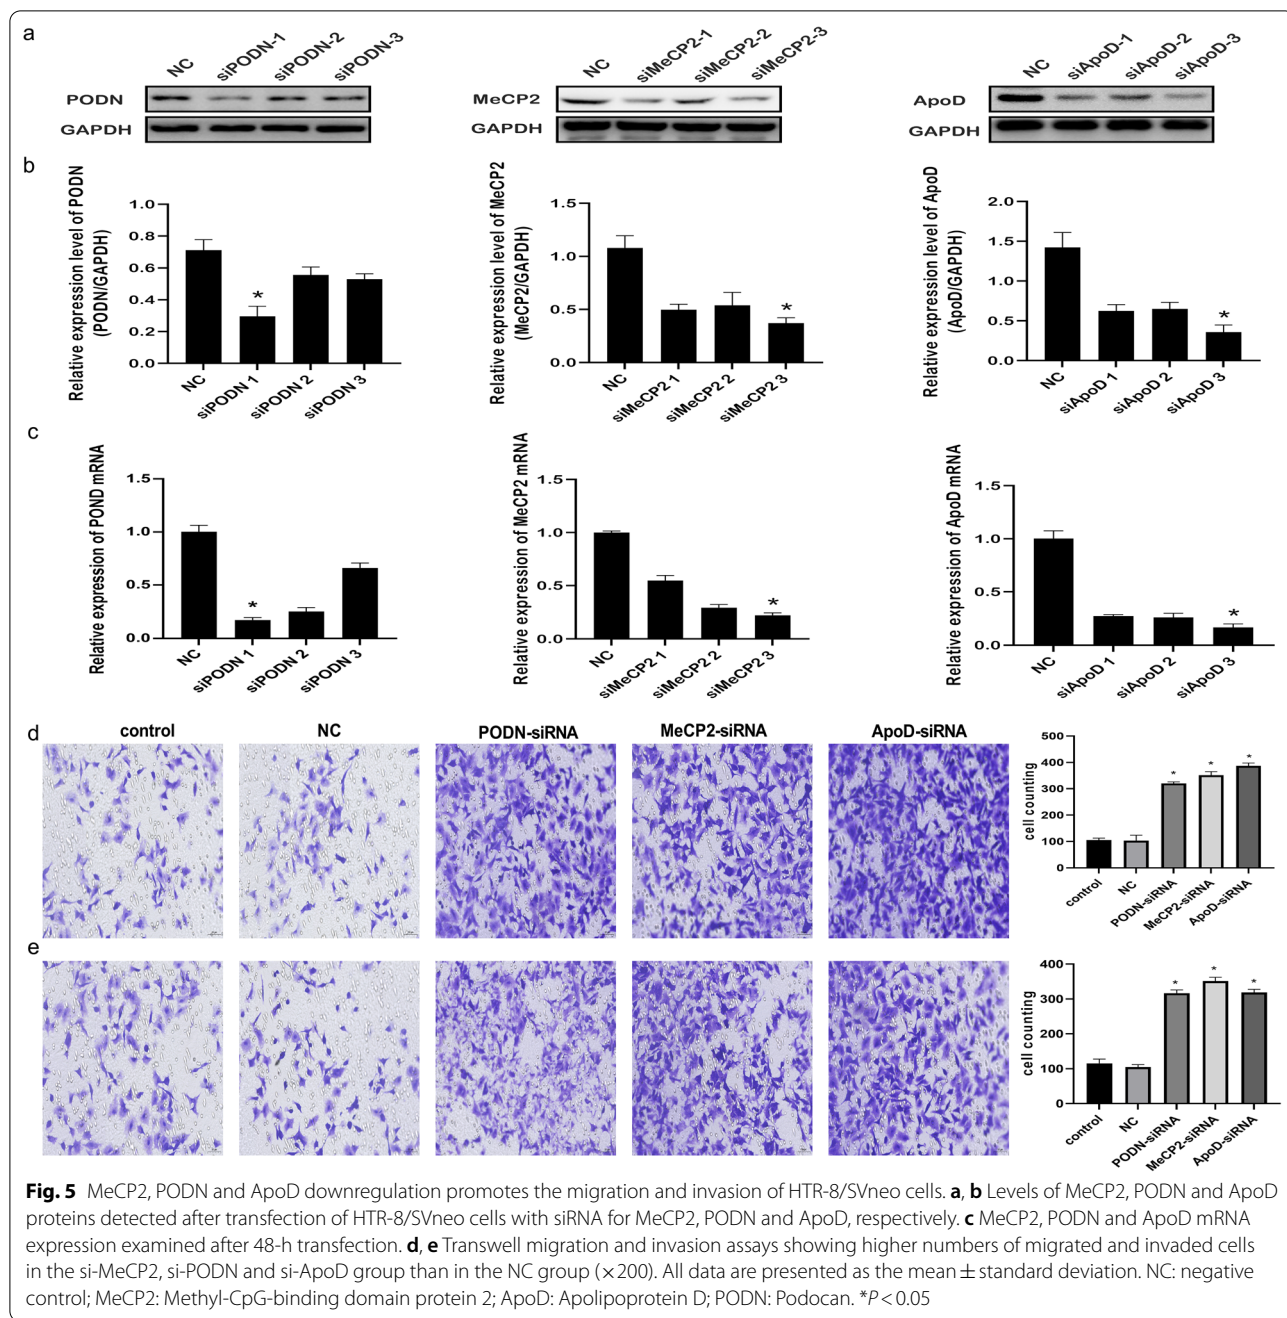 a
NC siPODN-1 siPODN-2 siPODN-3
PODN
GAPDH
NC siMeCP2-1 siMeCP2-2 siMeCP2-3
MeCP2
GAPDH
NC siApoD-1 siApoD-2 siApoD-3
ApoD
GAPDH
b
Relative expression level of PODN
(PODN/GAPDH)
1.0
0.8
0.6
0.4
0.2
0.0
*
NC siPODN 1 siPODN 2 siPODN 3
Relative expression level of MeCP2
(MeCP2/GAPDH)
1.5
1.0
0.5
0.0
*
NC siMeCP2 1 siMeCP2 2 siMeCP2 3
Relative expression level of ApoD
(ApoD/GAPDH)
2.0
1.5
1.0
0.5
0.0
*
NC siApoD 1 siApoD 2 siApoD 3
c
Relative expression of POND mRNA
1.5
1.0
0.5
0.0
*
NC siPODN 1 siPODN 2 siPODN 3
Relative expression of MeCP2 mRNA
1.5
1.0
0.5
0.0
*
NC siMeCP2 1 siMeCP2 2 siMeCP2 3
Relative expression of ApoD mRNA
1.5
1.0
0.5
0.0
*
NC siApoD 1 siApoD 2 siApoD 3
d
control NC PODN-siRNA MeCP2-siRNA ApoD-siRNA
cell counting
500
400
300
200
100
0
* * *
control NC PODN-siRNA MeCP2-siRNA ApoD-siRNA
e
cell counting
400
300
200
100
0
* * *
control NC PODN-siRNA MeCP2-siRNA ApoD-siRNA
Fig. 5 MeCP2, PODN and ApoD downregulation promotes the migration and invasion of HTR-8/SVneo cells. a, b Levels of MeCP2, PODN and ApoD
proteins detected after transfection of HTR-8/SVneo cells with siRNA for MeCP2, PODN and ApoD, respectively. c MeCP2, PODN and ApoD mRNA
expression examined after 48-h transfection. d, e Transwell migration and invasion assays showing higher numbers of migrated and invaded cells
in the si-MeCP2, si-PODN and si-ApoD group than in the NC group (×200). All data are presented as the mean ± standard deviation. NC: negative
control; MeCP2: Methyl-CpG-binding domain protein 2; ApoD: Apolipoprotein D; PODN: Podocan. *P < 0.05